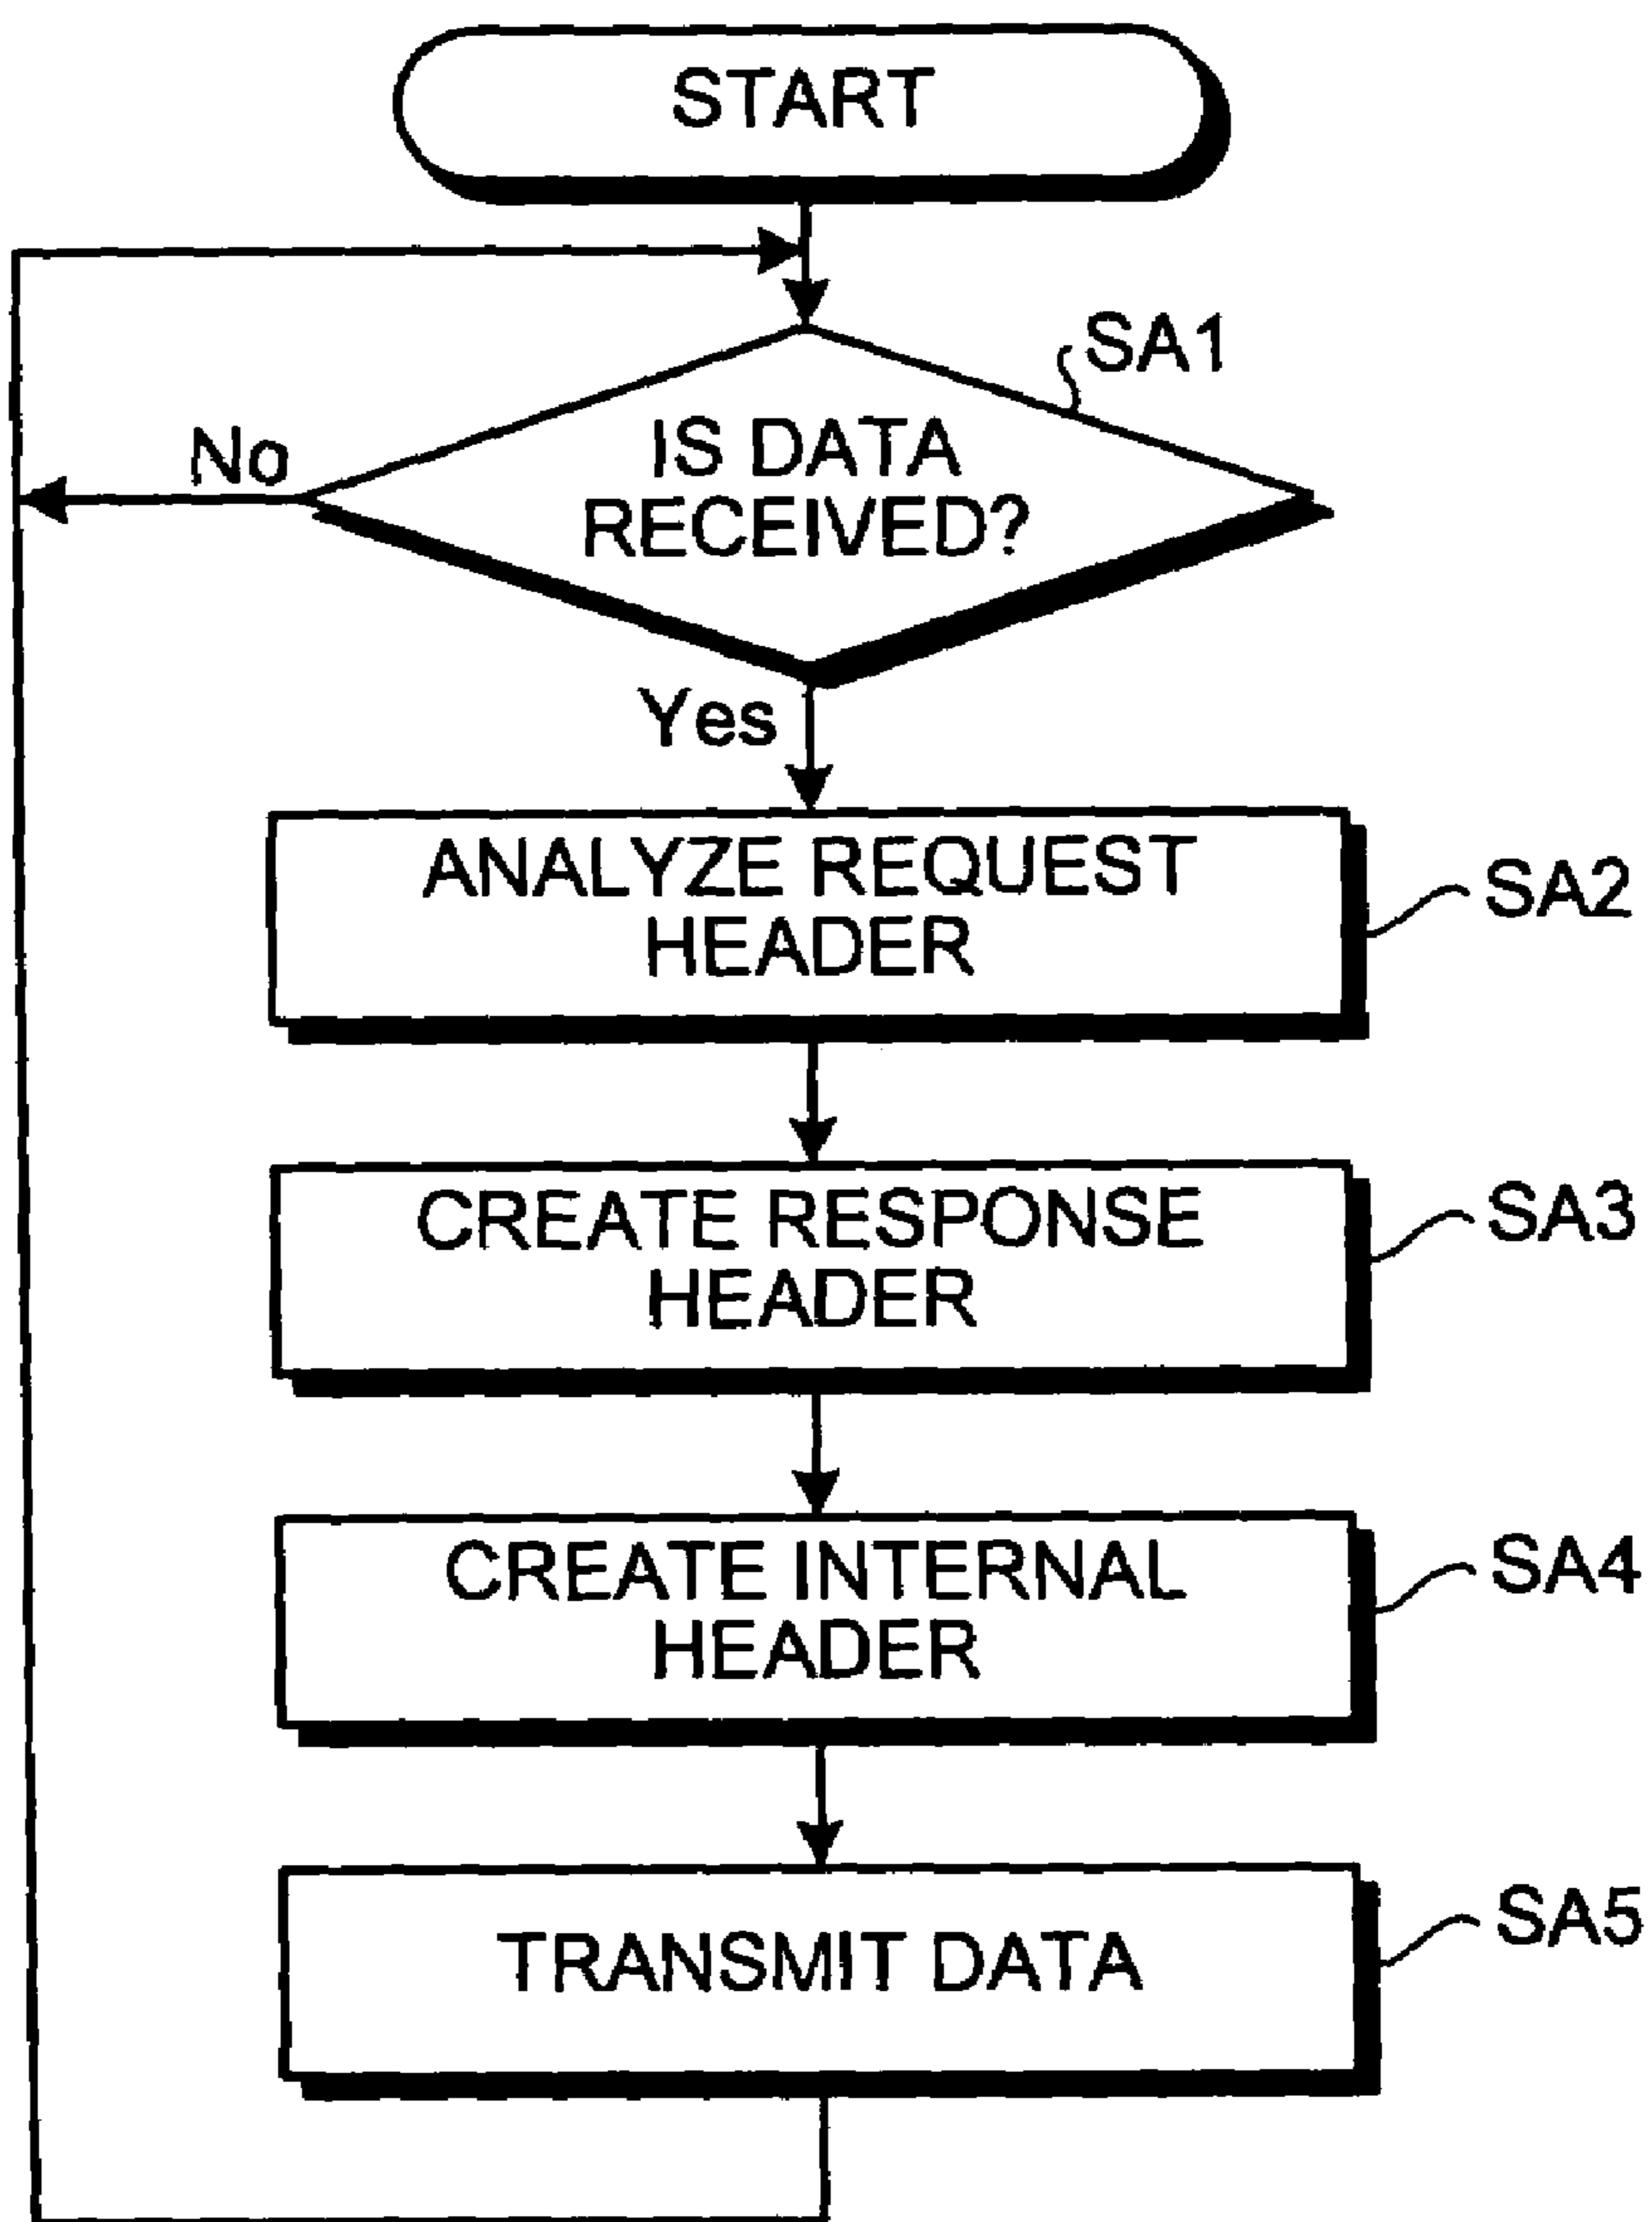 START
SA1
IS DATA
RECEIVED?
No
Yes
ANALYZE REQUEST
HEADER
SA2
CREATE RESPONSE
HEADER
SA3
CREATE INTERNAL
HEADER
SA4
TRANSMIT DATA
SA5